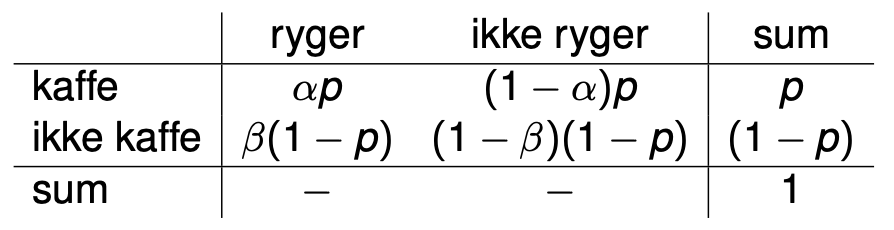 ryger ikke ryger sum
kaffe αp (1 − α)p p
ikke kaffe β(1 − p) (1 − β)(1 − p) (1 − p)
sum − − 1